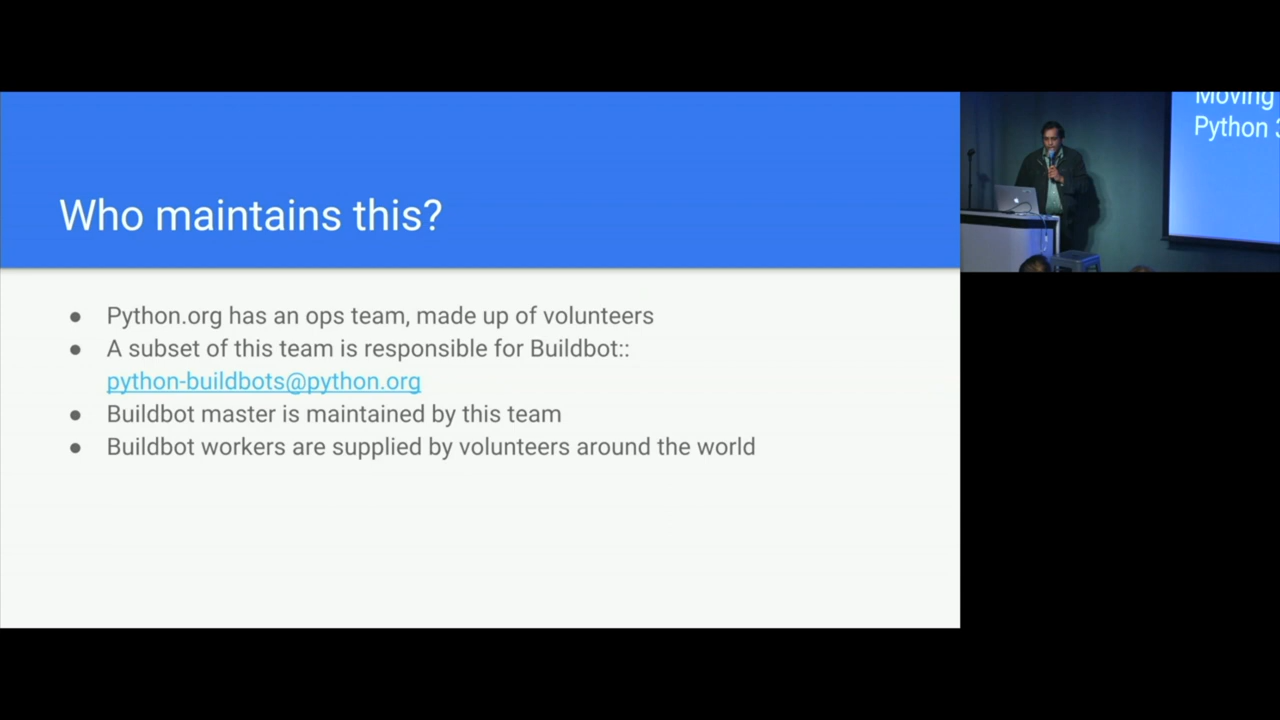 Who maintains this?
● Python.org has an ops team, made up of volunteers
● A subset of this team is responsible for Buildbot::
python-buildbots@python.org
● Buildbot master is maintained by this team
● Buildbot workers are supplied by volunteers around the world
Moving
Python 3